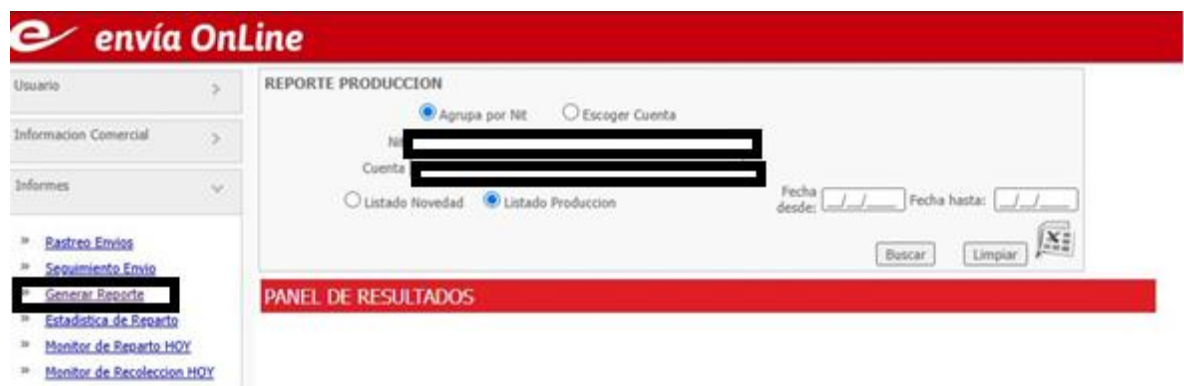 envía OnLine
Usuario
Informacion Comercial
Informes
Rastreo Envios
Seguimiento Envio
Generar Reporte
Estadistica de Reparto
Monitor de Reparto HOY
Monitor de Recoleccion HOY
REPORTE PRODUCCION
Agrupa por Nit Escoger Cuenta
Nit
Cuenta
Listado Novedad Listado Produccion
Fecha desde: _/_/___ Fecha hasta: _/_/___
Buscar Limpiar
PANEL DE RESULTADOS